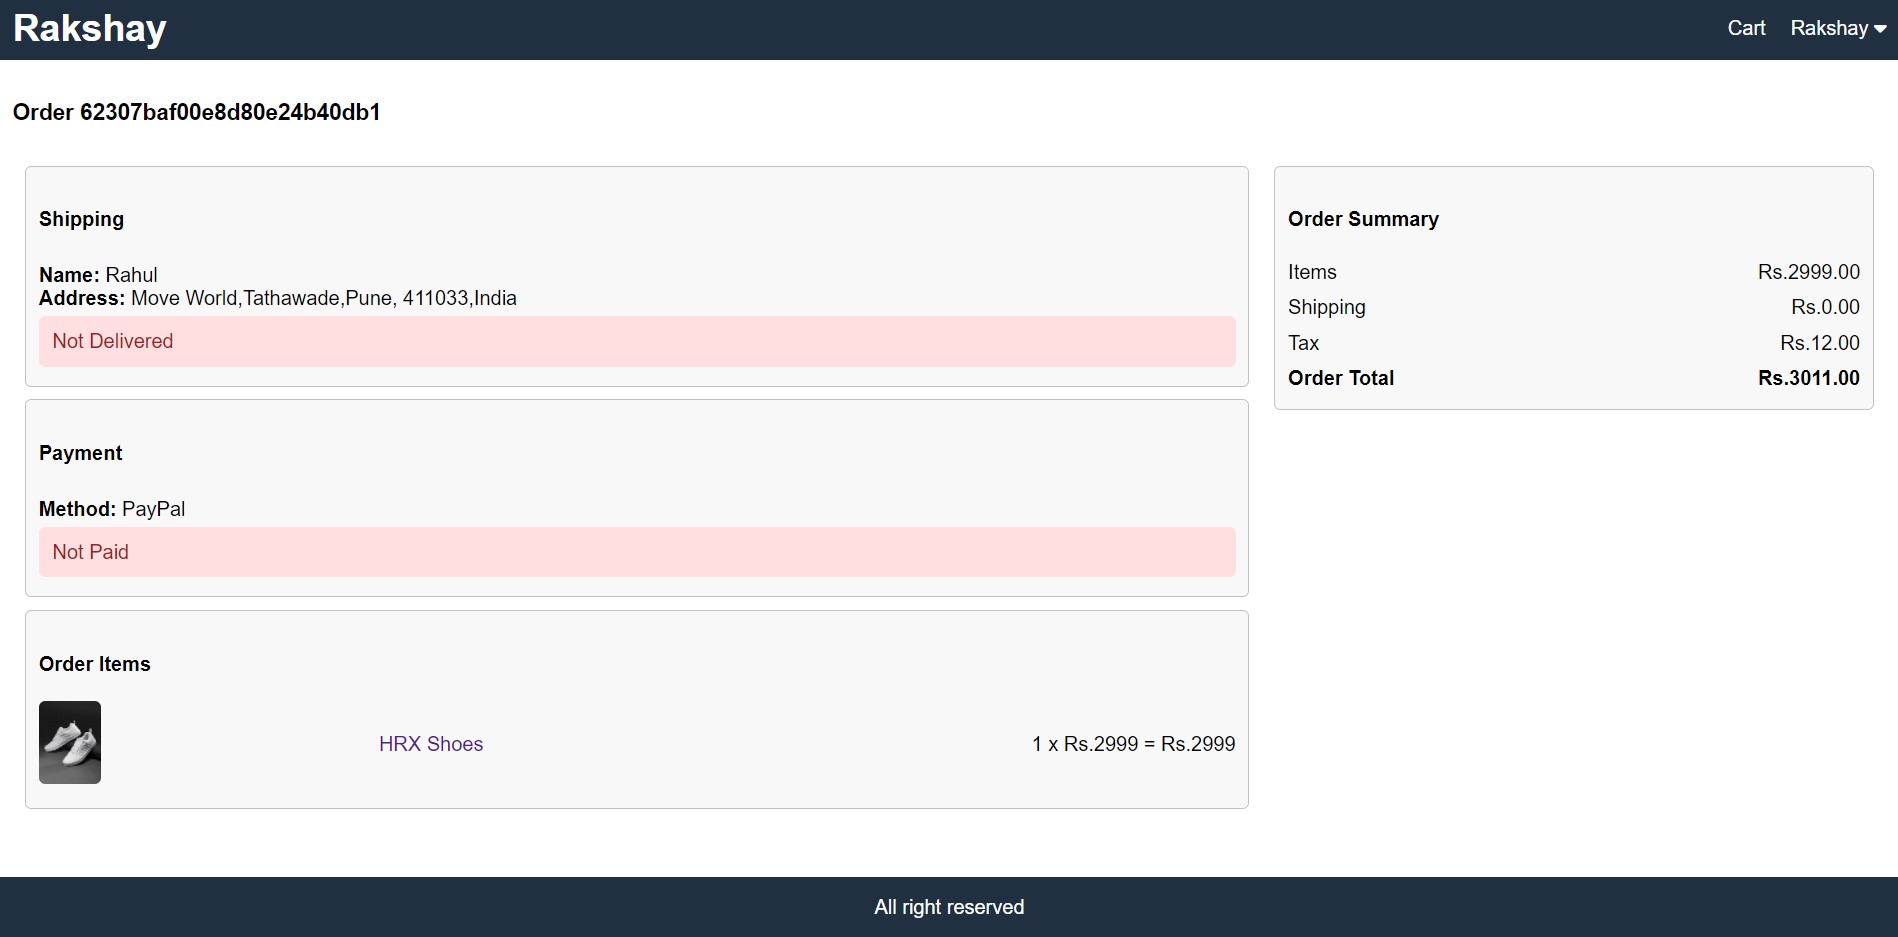 Rakshay
Cart
Rakshay
Order 62307baf00e8d80e24b40db1
Shipping
Name: Rahul
Address: Move World,Tathawade,Pune, 411033,India
Not Delivered
Payment
Method: PayPal
Not Paid
Order Items
HRX Shoes
1 x Rs.2999 = Rs.2999
Order Summary
Items Rs.2999.00
Shipping Rs.0.00
Tax Rs.12.00
Order Total Rs.3011.00
All right reserved